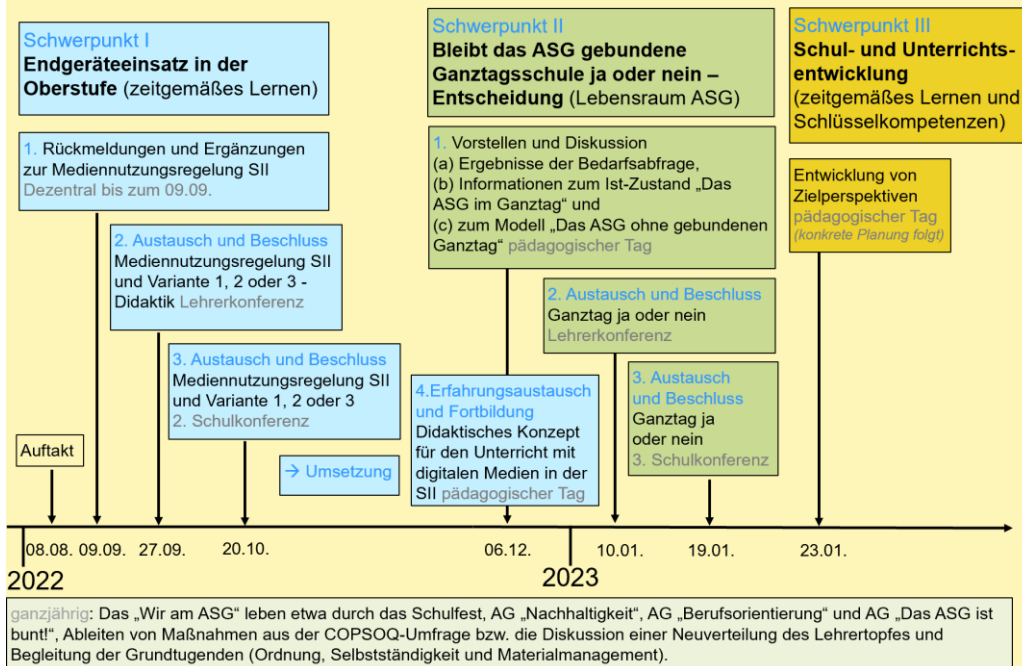 Schwerpunkt I
Endgeräteeinsatz in der
Oberstufe (zeitgemäßes Lernen)
1. Rückmeldungen und Ergänzungen
zur Mediennutzungsregelung SII
Dezentral bis zum 09.09.
2. Austausch und Beschluss
Mediennutzungsregelung SII
und Variante 1, 2 oder 3 -
Didaktik Lehrerkonferenz
3. Austausch und Beschluss
Mediennutzungsregelung SII
und Variante 1, 2 oder 3
2. Schulkonferenz
Auftakt
→ Umsetzung
Schwerpunkt II
Bleibt das ASG gebundene
Ganztagsschule ja oder nein –
Entscheidung (Lebensraum ASG)
1. Vorstellen und Diskussion
(a) Ergebnisse der Bedarfsabfrage,
(b) Informationen zum Ist-Zustand „Das
ASG im Ganztag“ und
(c) zum Modell „Das ASG ohne gebundenen
Ganztag“ pädagogischer Tag
2. Austausch und Beschluss
Ganztag ja oder nein
Lehrerkonferenz
3. Austausch
und Beschluss
Ganztag ja
oder nein
3. Schulkonferenz
4.Erfahrungsaustausch
und Fortbildung
Didaktisches Konzept
für den Unterricht mit
digitalen Medien in der
SII pädagogischer Tag
Schwerpunkt III
Schul- und Unterrichts-
entwicklung
(zeitgemäßes Lernen und
Schlüsselkompetenzen)
Entwicklung von
Zielperspektiven
pädagogischer Tag
(konkrete Planung folgt)
08.08. 09.09. 27.09. 20.10. 06.12. 10.01. 19.01. 23.01.
2022 2023
ganzjährig: Das „Wir am ASG“ leben etwa durch das Schulfest, AG „Nachhaltigkeit“, AG „Berufsorientierung“ und AG „Das ASG ist
bunt!“, Ableiten von Maßnahmen aus der COPSOQ-Umfrage bzw. die Diskussion einer Neuverteilung des Lehrertopfes und
Begleitung der Grundtugenden (Ordnung, Selbstständigkeit und Materialmanagement).